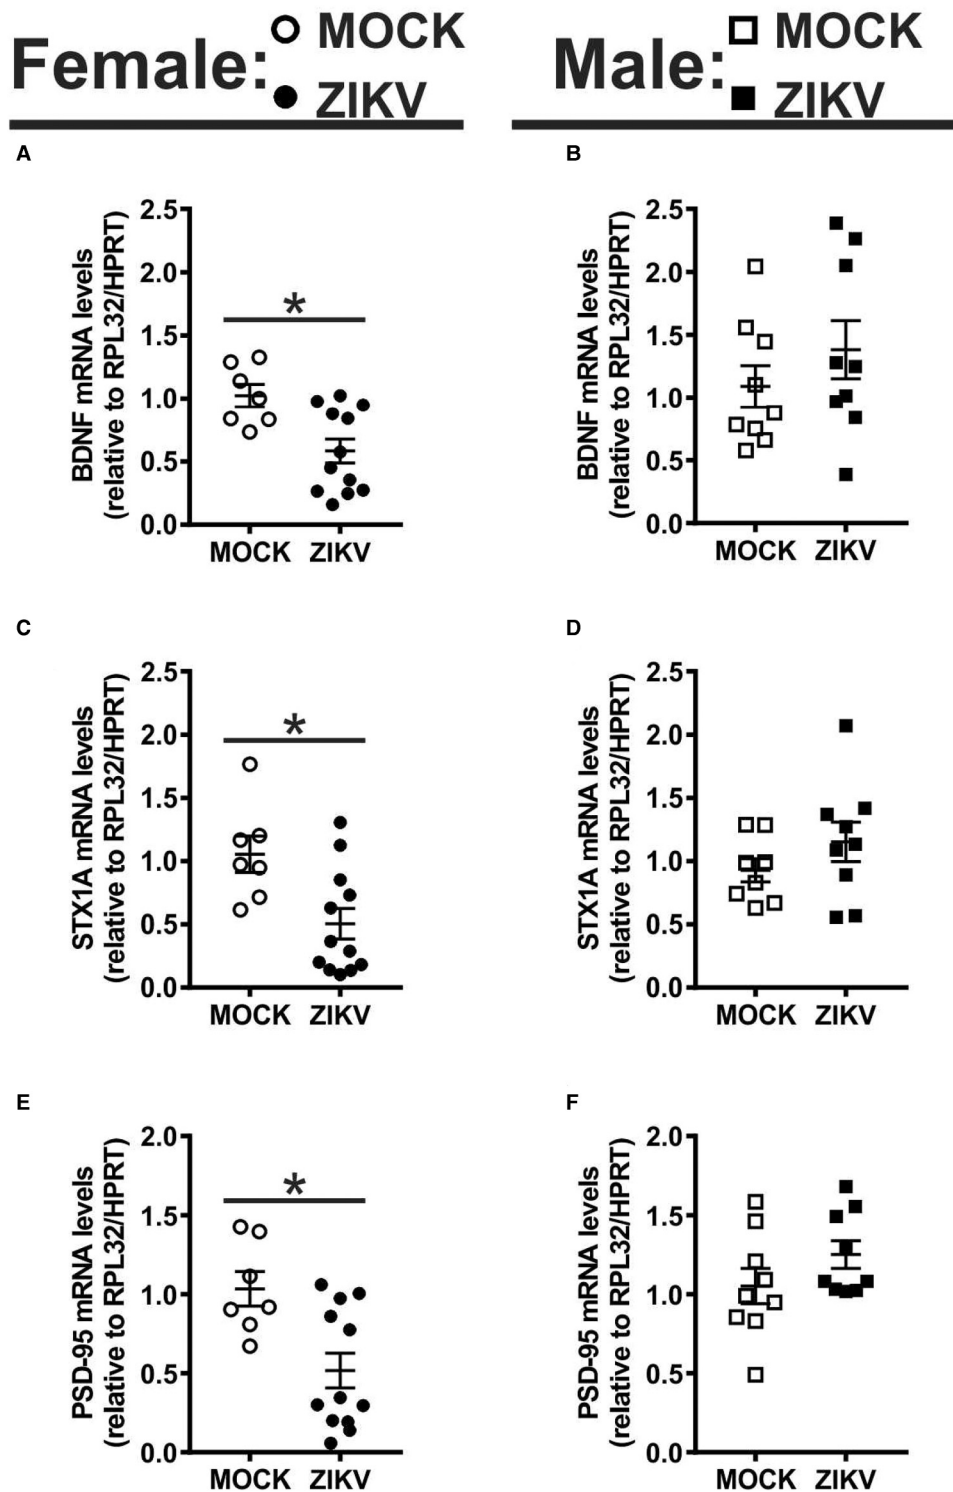 Female:
MOCK
ZIKV
Male:
MOCK
ZIKV
A
BDNF mRNA levels
(relative to RPL32/HPRT)
2.5
2.0
1.5
1.0
0.5
0.0
*
MOCK ZIKV
B
BDNF mRNA levels
(relative to RPL32/HPRT)
2.5
2.0
1.5
1.0
0.5
0.0
MOCK ZIKV
C
STX1A mRNA levels
(relative to RPL32/HPRT)
2.5
2.0
1.5
1.0
0.5
0.0
*
MOCK ZIKV
D
STX1A mRNA levels
(relative to RPL32/HPRT)
2.5
2.0
1.5
1.0
0.5
0.0
MOCK ZIKV
E
PSD-95 mRNA levels
(relative to RPL32/HPRT)
2.0
1.5
1.0
0.5
0.0
*
MOCK ZIKV
F
PSD-95 mRNA levels
(relative to RPL32/HPRT)
2.0
1.5
1.0
0.5
0.0
MOCK ZIKV